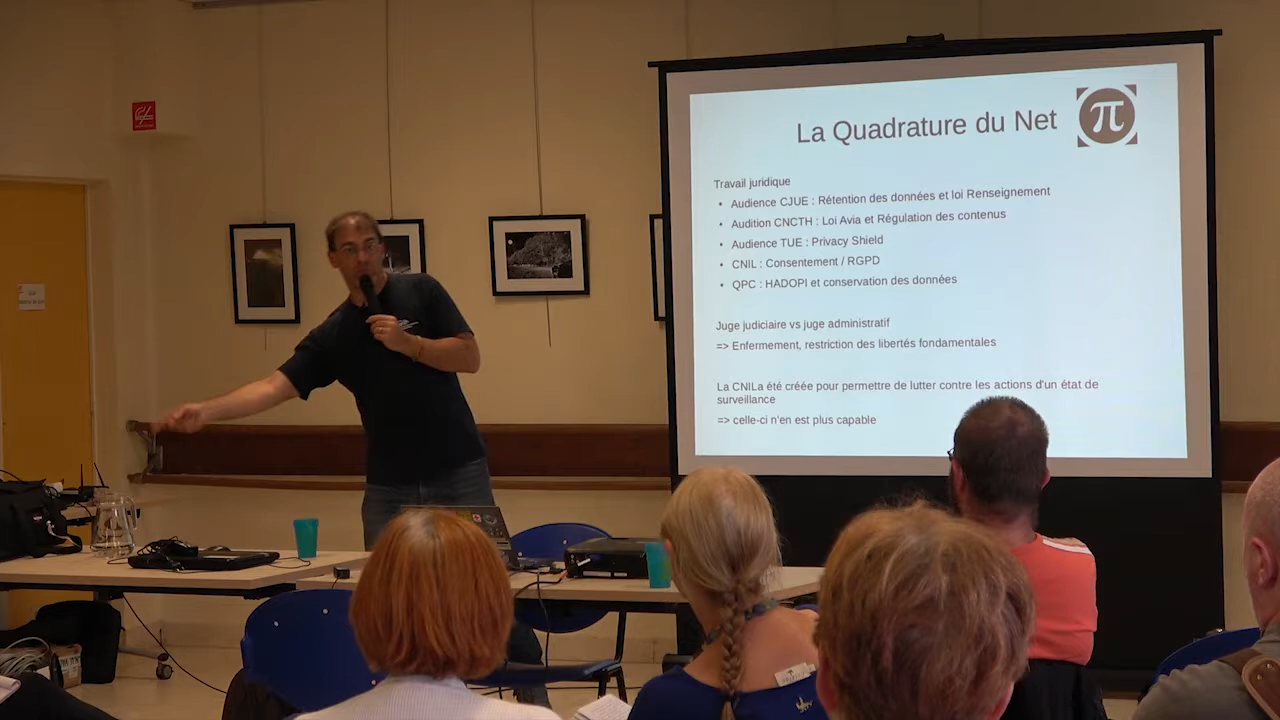 La Quadrature du Net
π
Travail juridique
• Audience CJUE : Rétention des données et loi Renseignement
• Audition CNCTH : Loi Avia et Régulation des contenus
• Audience TUE : Privacy Shield
• CNIL : Consentement / RGPD
• QPC : HADOPI et conservation des données
Juge judiciaire vs juge administratif
=> Enfermement, restriction des libertés fondamentales
La CNILa été créée pour permettre de lutter contre les actions d'un état de
surveillance
=> celle-ci n'en est plus capable